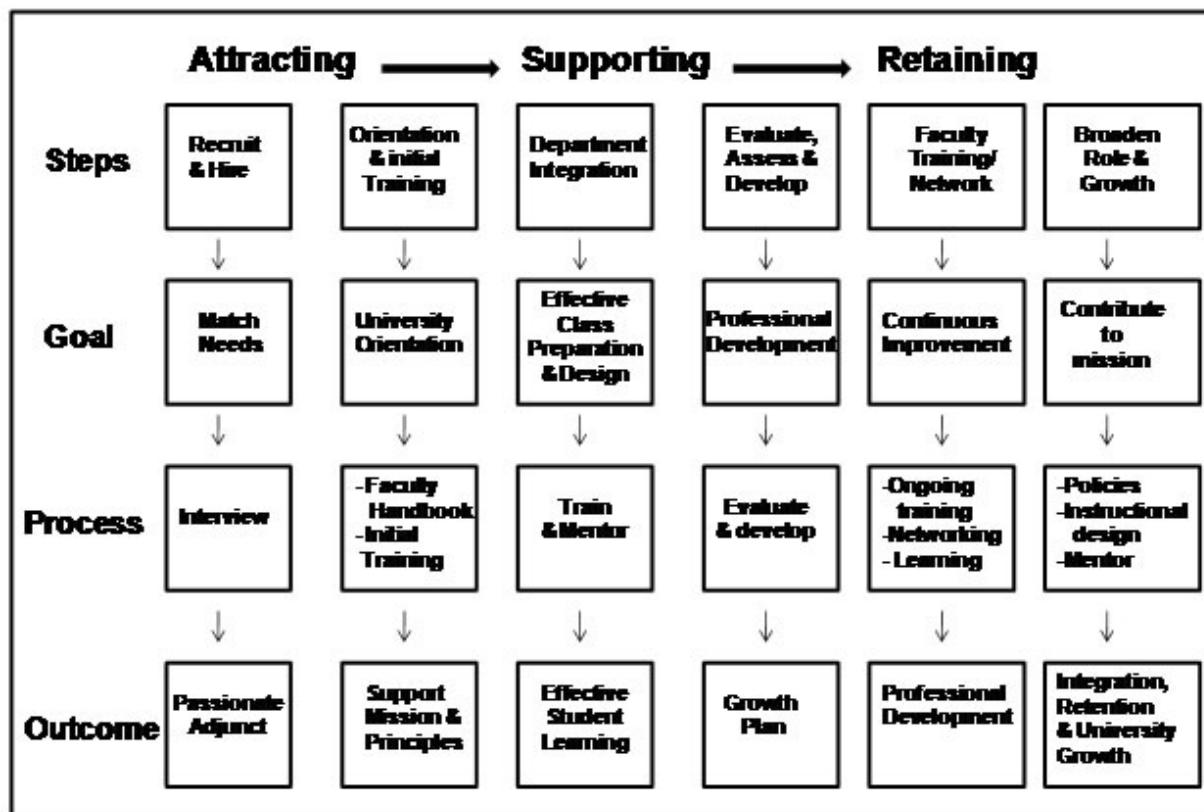 Attracting Supporting Retaining
Steps
Recruit
& Hire
Orientation
& initial
Training
Department
Integration
Evaluate,
Assess &
Develop
Faculty
Training/
Network
Broaden
Role &
Growth
Goal
Match
Needs
University
Orientation
Effective
Class
Preparation
& Design
Professional
Development
Continuous
Improvement
Contribute
to
mission
Process
Interview
-Faculty
Handbook
-Initial
Training
Train
& Mentor
Evaluate
& develop
-Ongoing
training
-Networking
- Learning
-Policies
-Instructional
design
-Mentor
Outcome
Passionate
Adjunct
Support
Mission &
Principles
Effective
Student
Learning
Growth
Plan
Professional
Development
Integration,
Retention
& University
Growth